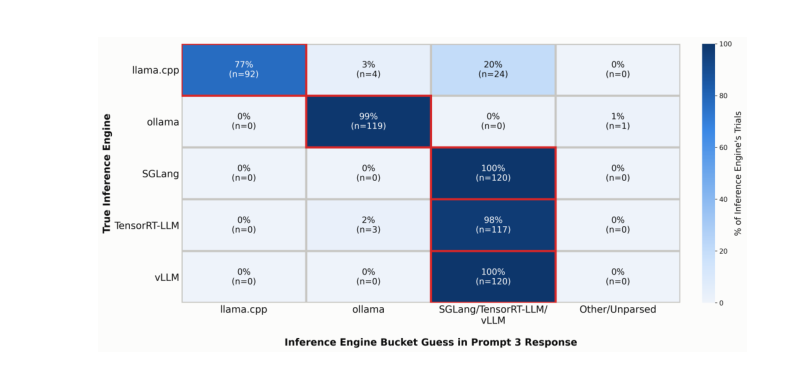 100
77%
3%
20%
0%
llama.cpp
(n=92)
(n=4)
(n=24)
(n=0)
80
0%
99%
0%
1%
ollama
(n=0)
(n=119)
(n=0)
(n=1)
60
0%
0%
100%
0%
SGLang
(n=0)
(n=0)
(n=120)
(n=0)
40
0%
2%
98%
0%
TensorRT-LLM
(n=0)
(n=3)
(n=117)
(n=0)
20
0%
0%
100%
0%
vLLM
(n=0)
(n=0)
(n=120)
(n=0)
0
True Inference Engine
% of Inference Engine's Trials
llama.cpp
ollama
SGLang/TensorRT-LLM/
vLLM
Other/Unparsed
Inference Engine Bucket Guess in Prompt 3 Response